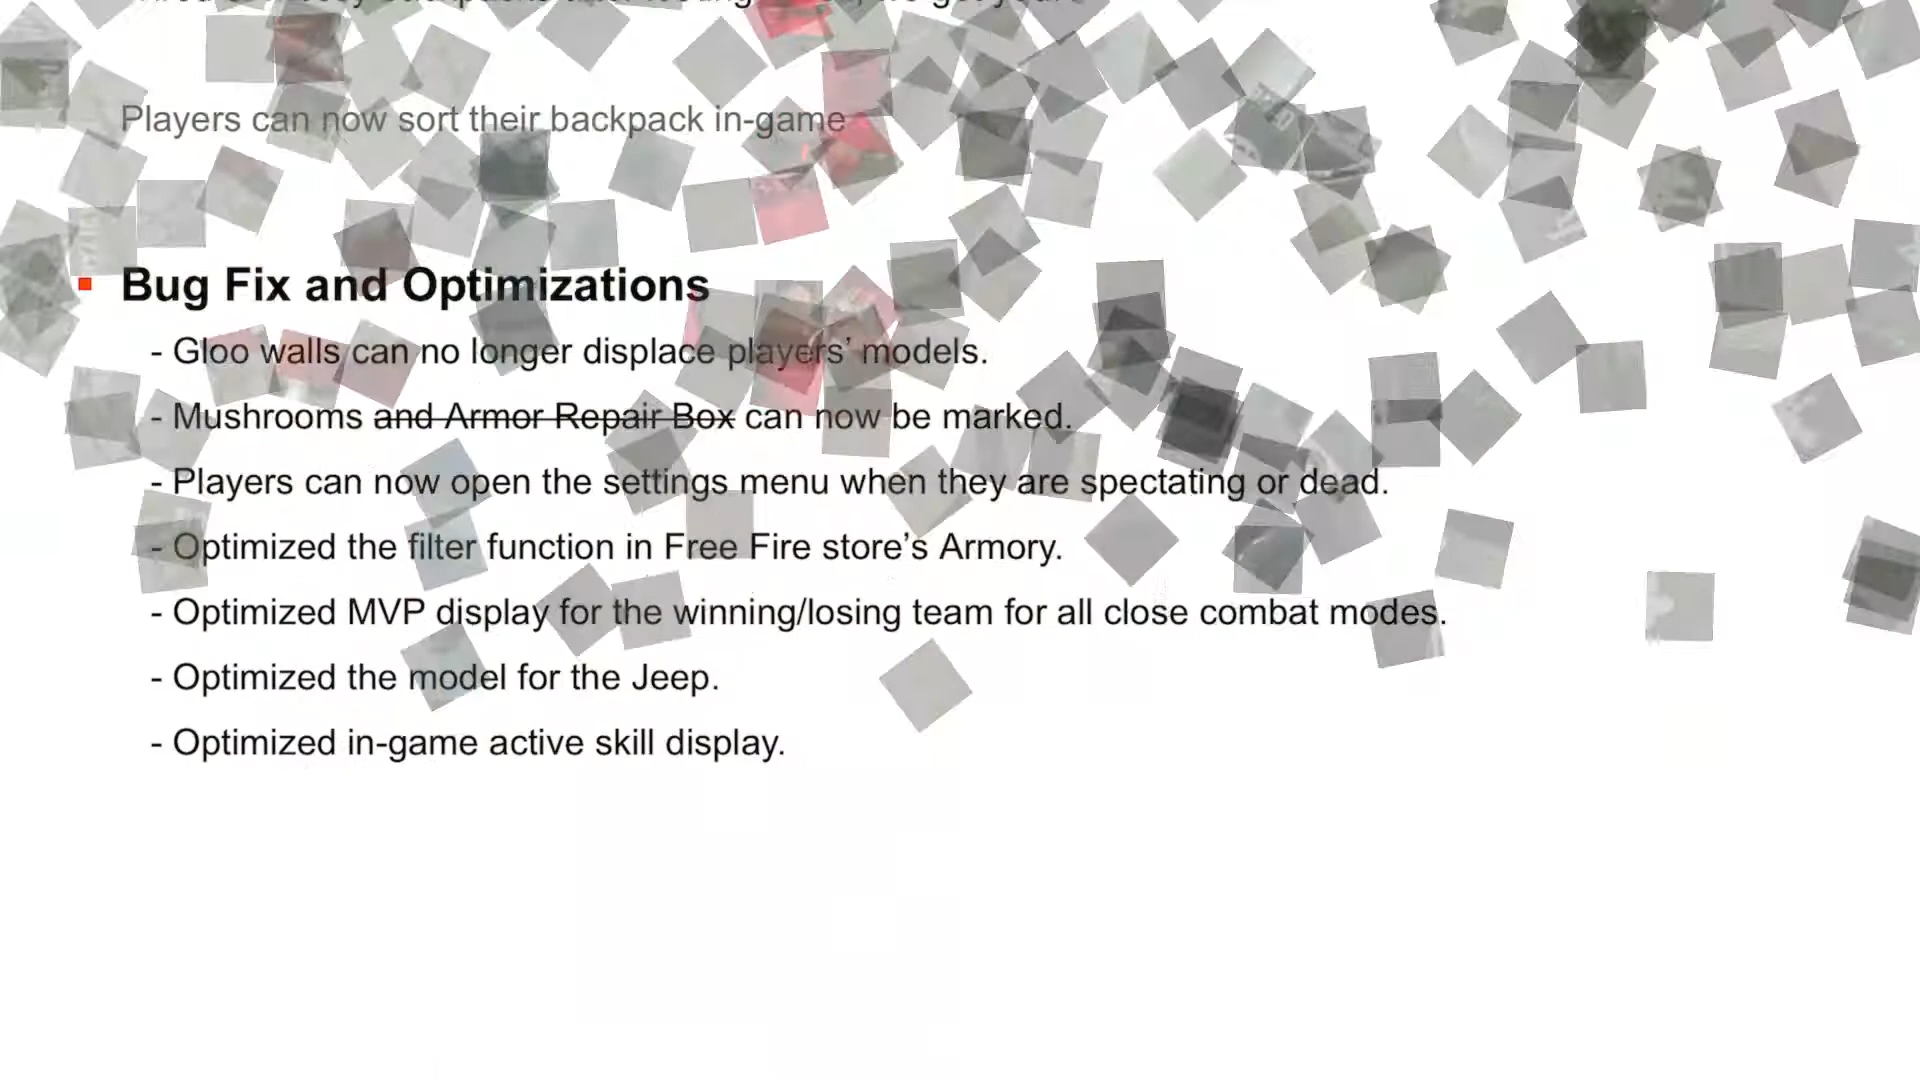 Players can now sort their backpack in-game
Bug Fix and Optimizations
- Gloo walls can no longer displace players’ models.
- Mushrooms and Armor Repair Box can now be marked.
- Players can now open the settings menu when they are spectating or dead.
- Optimized the filter function in Free Fire store’s Armory.
- Optimized MVP display for the winning/losing team for all close combat modes.
- Optimized the model for the Jeep.
- Optimized in-game active skill display.